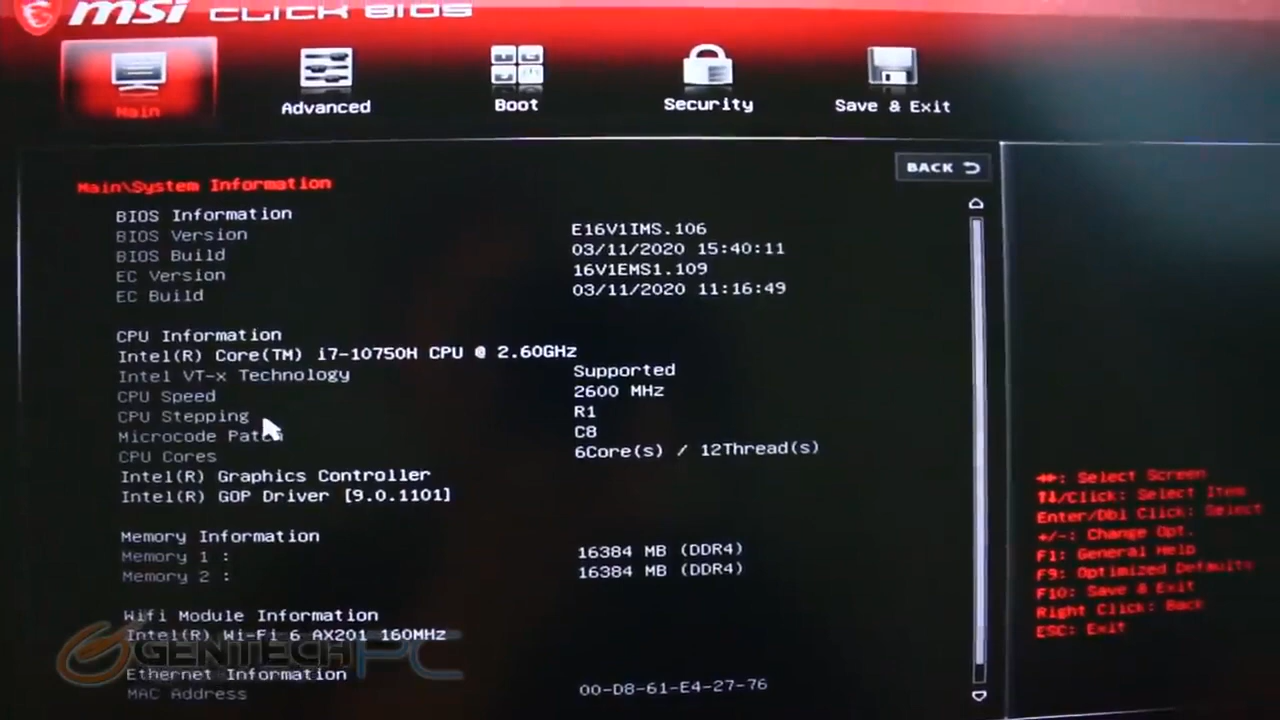 msi CLICK BIOS
Main
Advanced
Boot
Security
Save & Exit
BACK
Main\System Information
BIOS Information
BIOS Version E16V1IMS.106
BIOS Build 03/11/2020 15:40:11
EC Version 16V1EMS1.109
EC Build 03/11/2020 11:16:49
CPU Information
Intel(R) Core(TM) i7-10750H CPU @ 2.60GHz
Intel VT-x Technology Supported
CPU Speed 2600 MHz
CPU Stepping R1
Microcode Patch C8
CPU Cores 6Core(s) / 12Thread(s)
Intel(R) Graphics Controller
Intel(R) GOP Driver [9.0.1101]
Memory Information
Memory 1 : 16384 MB (DDR4)
Memory 2 : 16384 MB (DDR4)
Wifi Module Information
Intel(R) Wi-Fi 6 AX201 160MHz
Ethernet Information
MAC Address 00-D8-61-E4-27-76
: Select Screen
↑↓/Click: Select Item
Enter/Dbl Click: Select
+/-: Change Opt.
F1: General Help
F9: Optimized Defaults
F10: Save & Exit
Right Click: Back
ESC: Exit
GENTECH PC